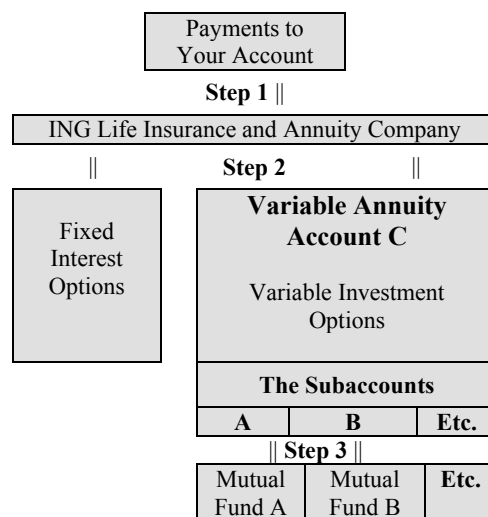 Payments to
Your Account
Step 1 ||
ING Life Insurance and Annuity Company
|| Step 2 ||
Fixed
Interest
Options
Variable Annuity
Account C
Variable Investment
Options
The Subaccounts
A B Etc.
|| Step 3 ||
Mutual
Fund A
Mutual
Fund B
Etc.